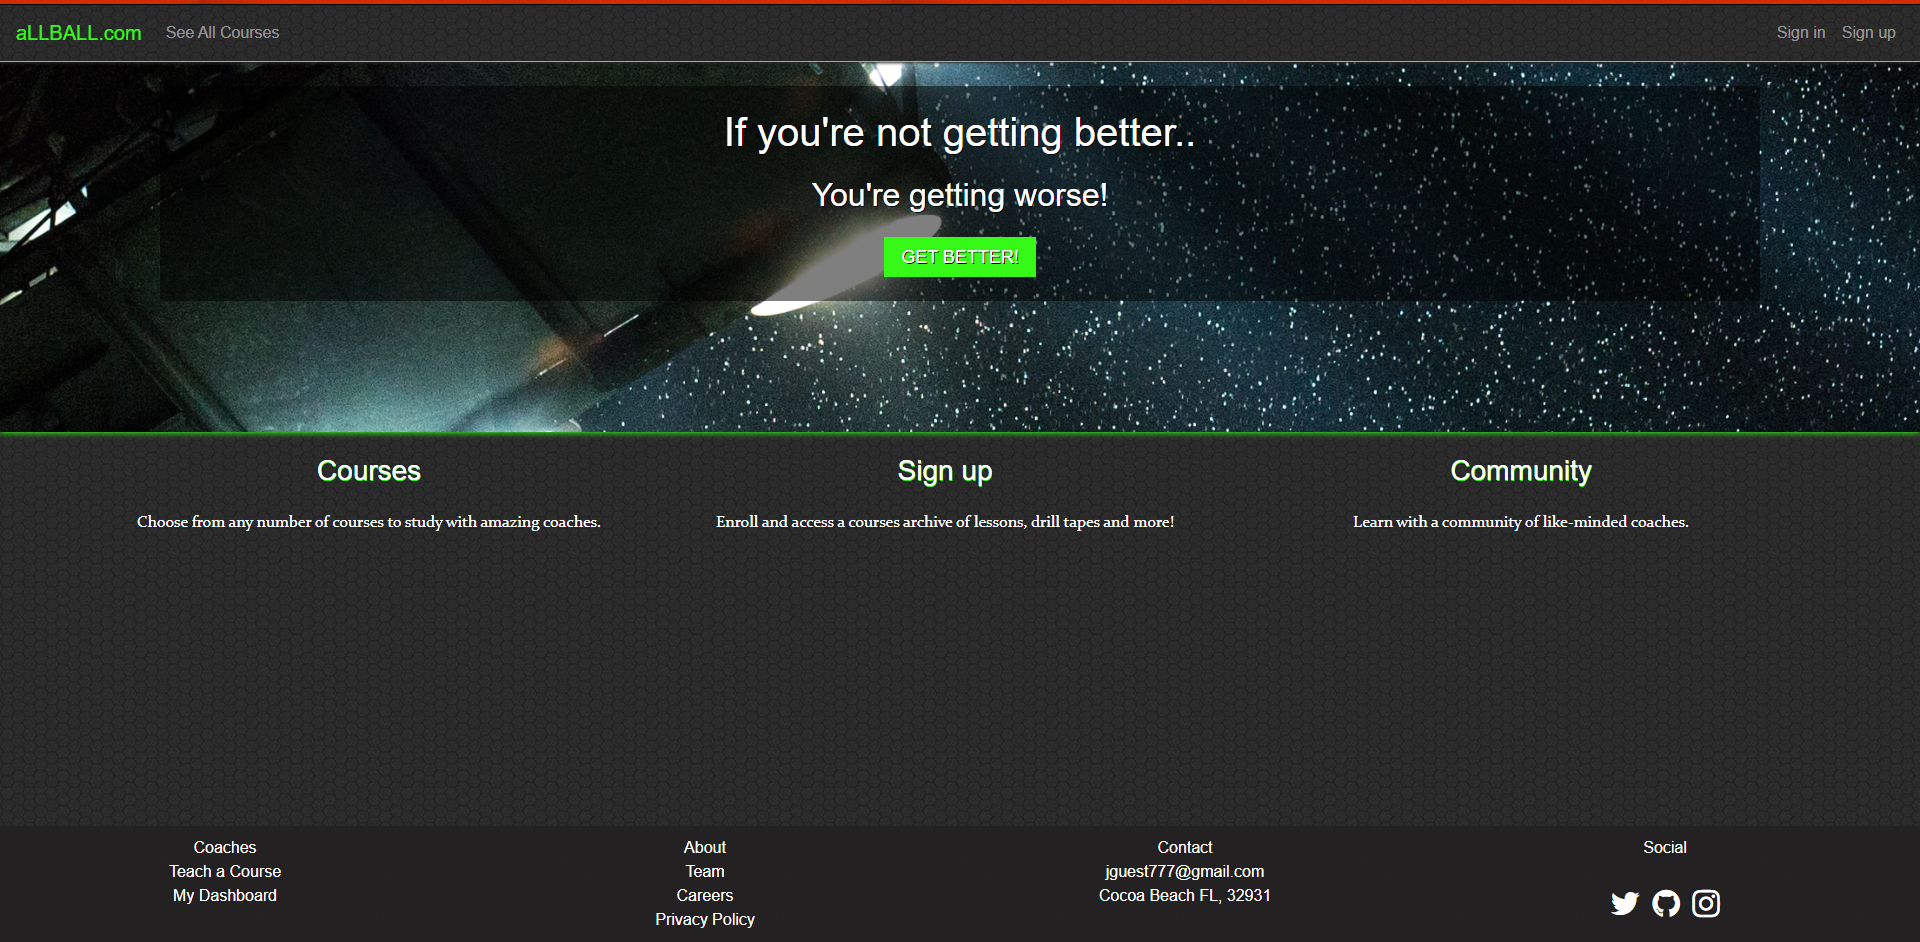 aLLBALL.com See All Courses Sign in Sign up
If you're not getting better..
You're getting worse!
GET BETTER!
Courses
Choose from any number of courses to study with amazing coaches.
Sign up
Enroll and access a courses archive of lessons, drill tapes and more!
Community
Learn with a community of like-minded coaches.
Coaches
Teach a Course
My Dashboard
About
Team
Careers
Privacy Policy
Contact
jguest777@gmail.com
Cocoa Beach FL, 32931
Social